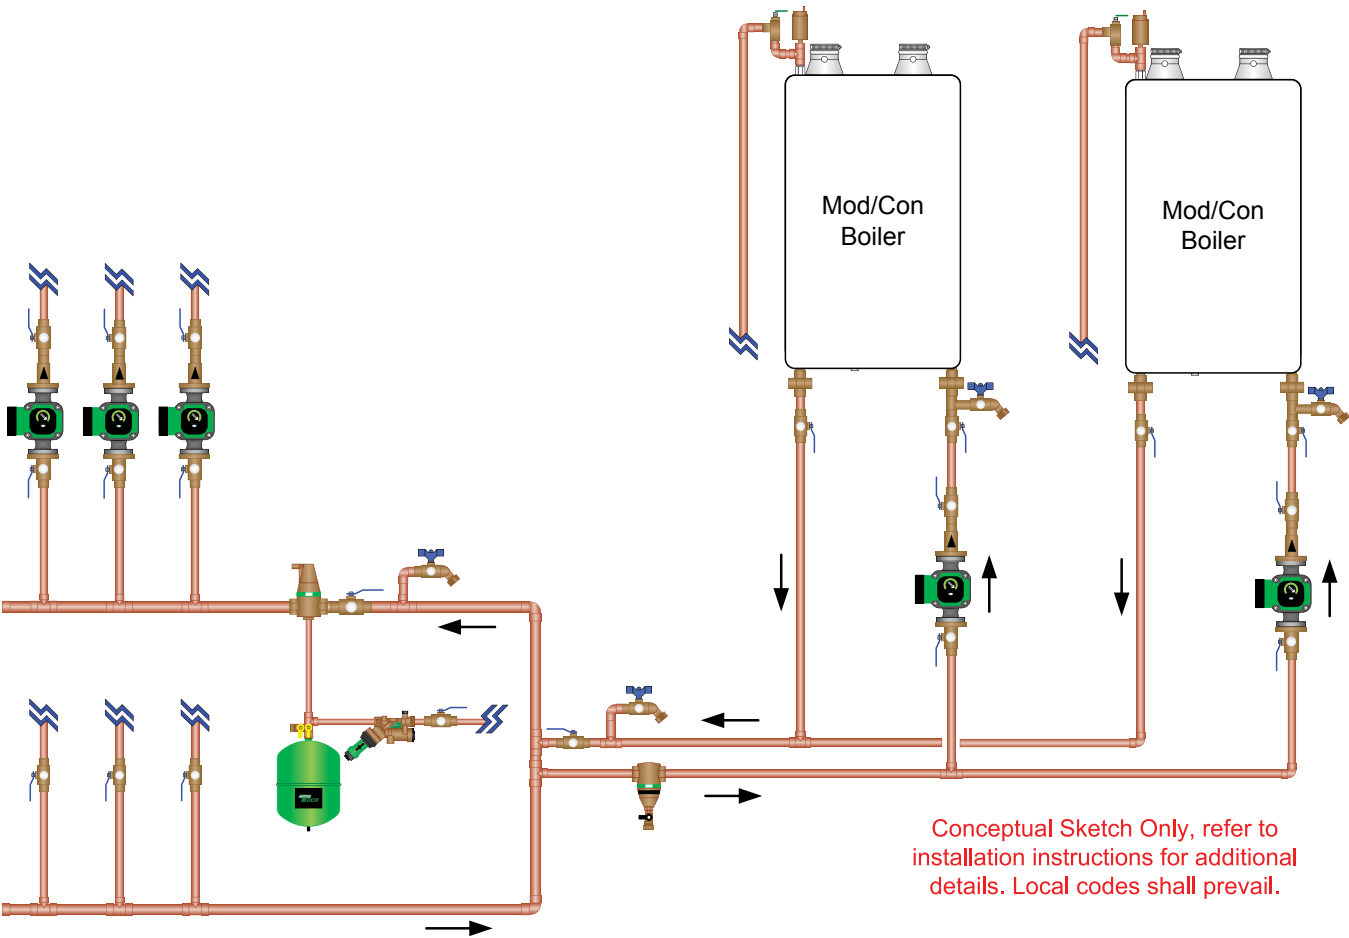 Mod/Con
Boiler
Mod/Con
Boiler
TACO
Conceptual Sketch Only, refer to
installation instructions for additional
details. Local codes shall prevail.